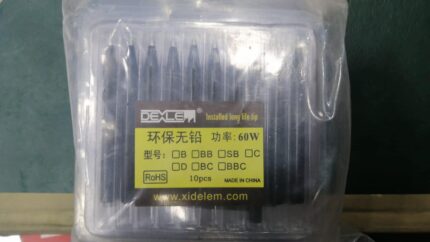 DEXLEM Installed long life tip
环保无铅 功率: 60W
型号: □B □BB □SB □C
□D □BC □BBC
RoHS 10pcs MADE IN CHINA
www.xidelem.com